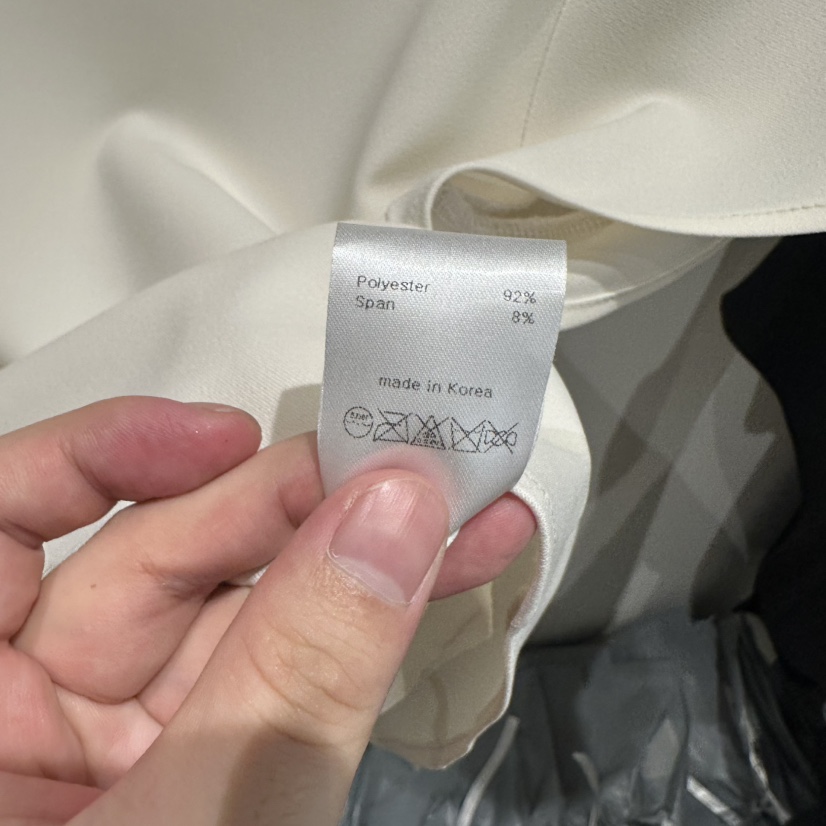 Polyester 92%
Span 8%
made in Korea